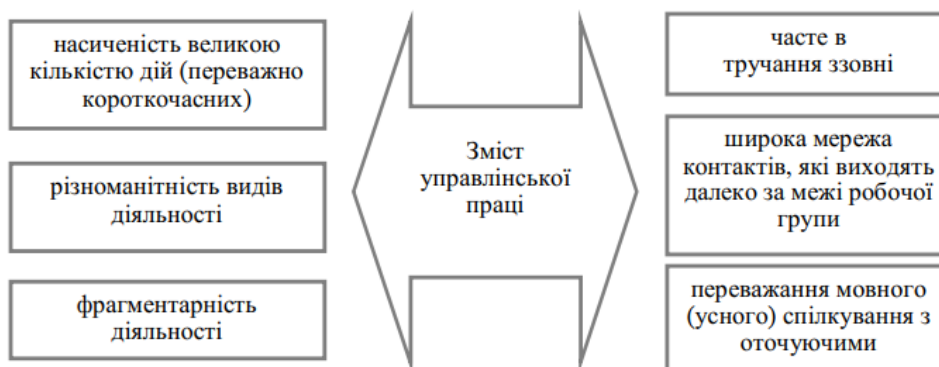 насиченість великою
кількістю дій (переважно
короткочасних)
різноманітність видів
діяльності
фрагментарність
діяльності
Зміст
управлінської
праці
часте в
тручання ззовні
широка мережа
контактів, які виходять
далеко за межі робочої
групи
переважання мовного
(усного) спілкування з
оточуючими